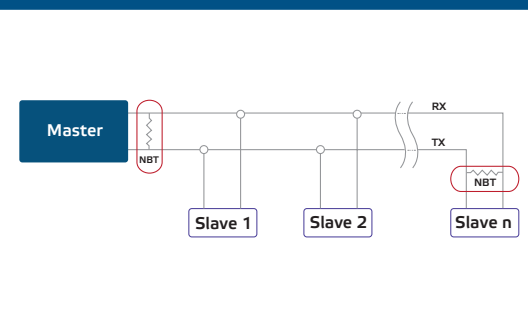 RX
Master
TX
NBT
NBT
Slave 1
Slave 2
Slave n